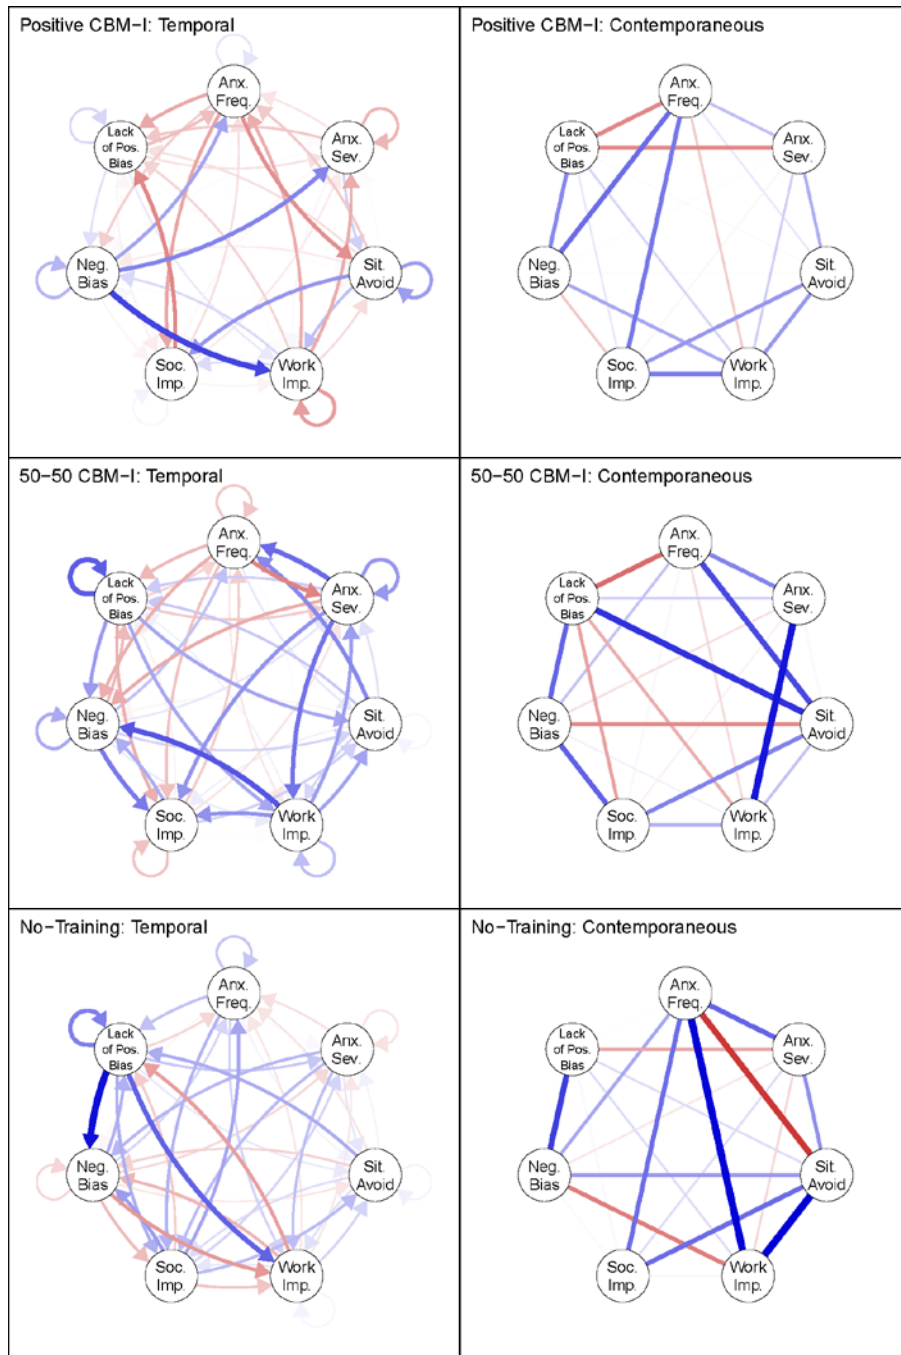 Positive CBM−I: Temporal
Anx.
Freq.
Lack
of Pos.
Bias
Anx.
Sev.
Neg.
Bias
Sit.
Avoid
Soc.
Imp.
Work
Imp.
Positive CBM−I: Contemporaneous
Anx.
Freq.
Lack
of Pos.
Bias
Anx.
Sev.
Neg.
Bias
Sit.
Avoid
Soc.
Imp.
Work
Imp.
50−50 CBM−I: Temporal
Anx.
Freq.
Lack
of Pos.
Bias
Anx.
Sev.
Neg.
Bias
Sit.
Avoid
Soc.
Imp.
Work
Imp.
50−50 CBM−I: Contemporaneous
Anx.
Freq.
Lack
of Pos.
Bias
Anx.
Sev.
Neg.
Bias
Sit.
Avoid
Soc.
Imp.
Work
Imp.
No−Training: Temporal
Anx.
Freq.
Lack
of Pos.
Bias
Anx.
Sev.
Neg.
Bias
Sit.
Avoid
Soc.
Imp.
Work
Imp.
No−Training: Contemporaneous
Anx.
Freq.
Lack
of Pos.
Bias
Anx.
Sev.
Neg.
Bias
Sit.
Avoid
Soc.
Imp.
Work
Imp.